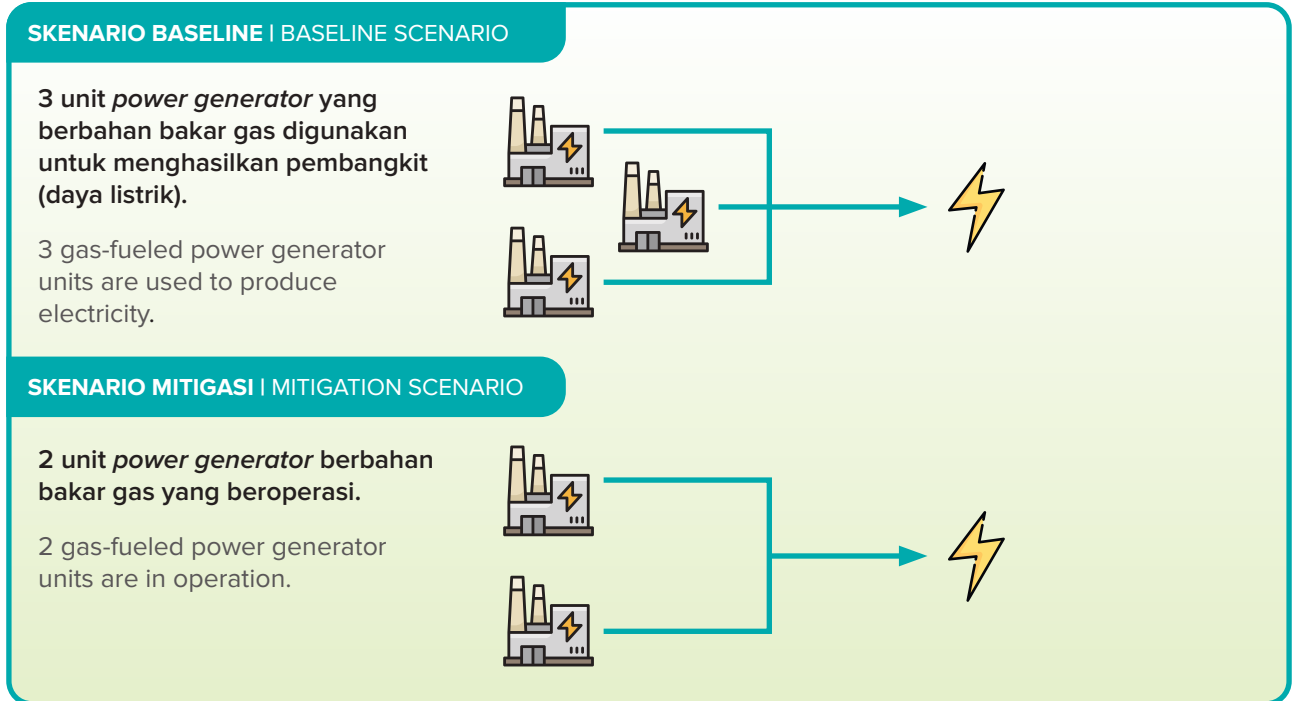 SKENARIO BASELINE | BASELINE SCENARIO
3 unit power generator yang
berbahan bakar gas digunakan
untuk menghasilkan pembangkit
(daya listrik).
3 gas-fueled power generator
units are used to produce
electricity.
SKENARIO MITIGASI | MITIGATION SCENARIO
2 unit power generator berbahan
bakar gas yang beroperasi.
2 gas-fueled power generator
units are in operation.